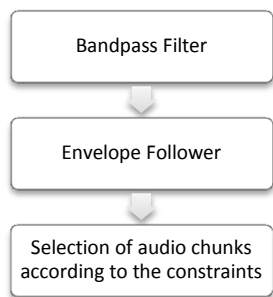 Bandpass Filter
Envelope Follower
Selection of audio chunks
according to the constraints